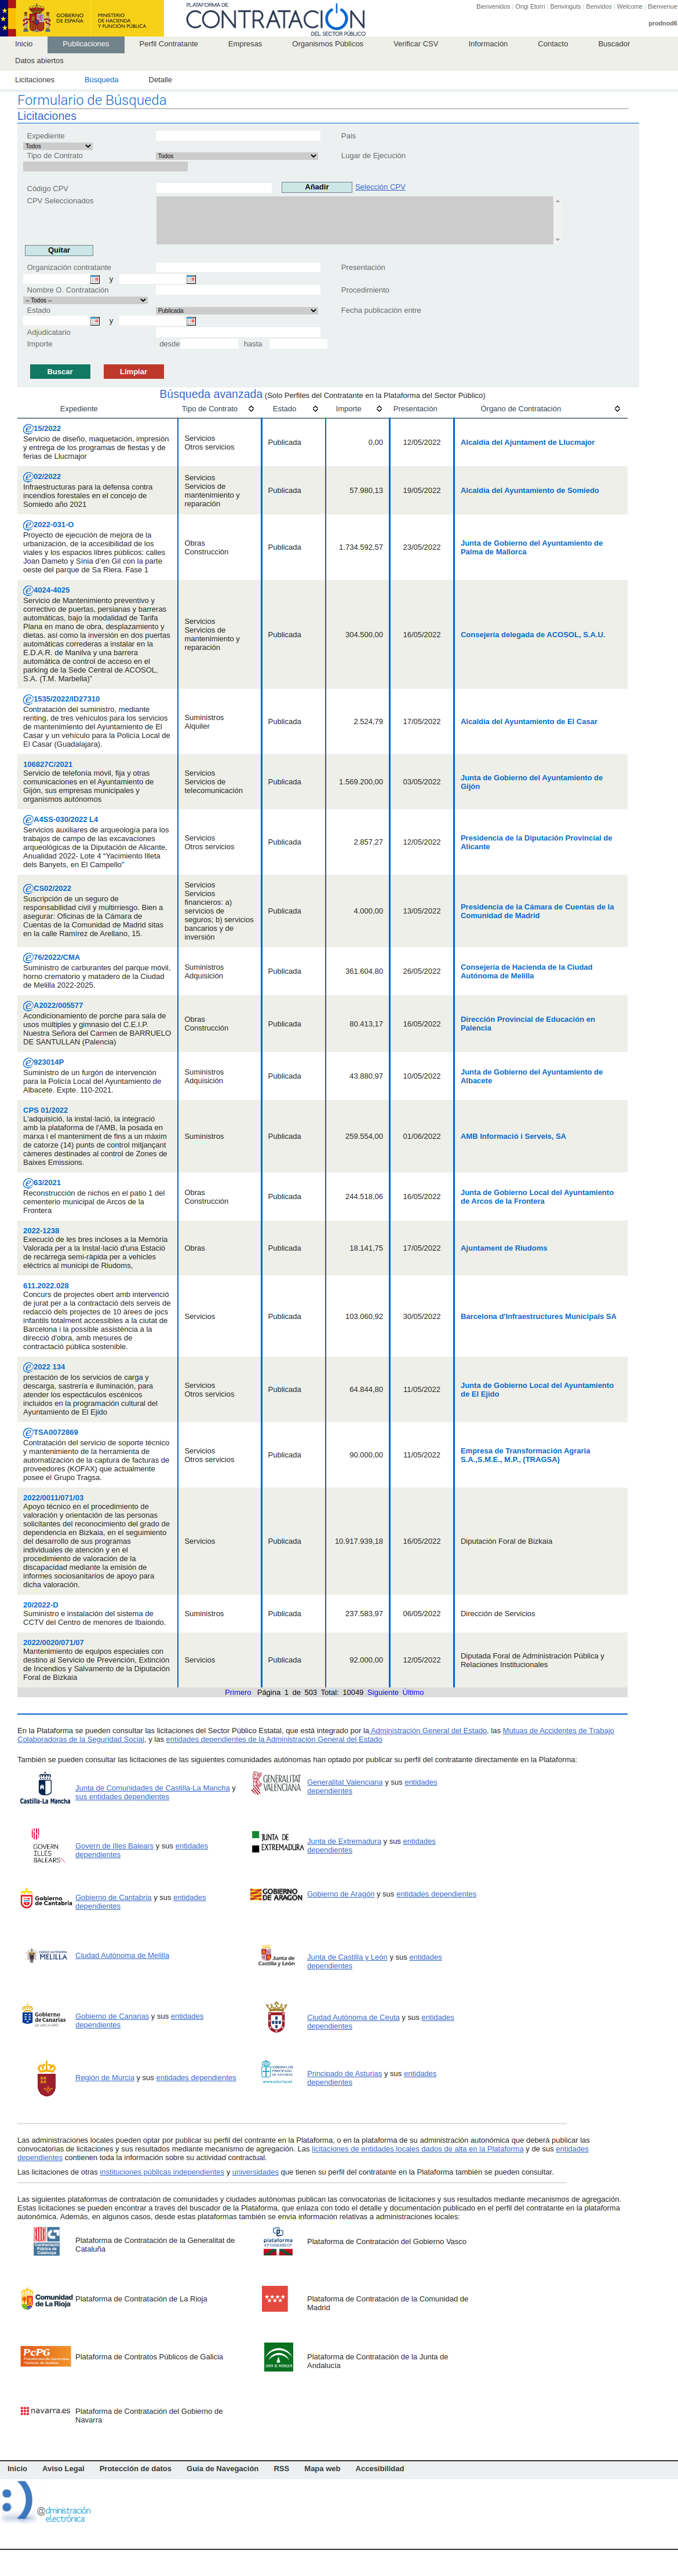 GOBIERNO DE ESPAÑA
MINISTERIO DE HACIENDA Y FUNCIÓN PÚBLICA
PLATAFORMA DE
CONTRATACIÓN
DEL SECTOR PÚBLICO
Bienvenidos | Ongi Etorri | Benvinguts | Benvidos | Welcome | Bienvenue
prodnod6
Inicio Publicaciones Perfil Contratante Empresas Organismos Públicos Verificar CSV Información Contacto Buscador
Datos abiertos
Licitaciones Búsqueda Detalle
Formulario de Búsqueda
Licitaciones
Expediente País
Todos
Tipo de Contrato Todos Lugar de Ejecución
Código CPV Añadir Selección CPV
CPV Seleccionados
Quitar
Organización contratante Presentación
y
Nombre O. Contratación Procedimiento
-- Todos --
Estado Publicada Fecha publicación entre
y
Adjudicatario
Importe desde hasta
Buscar Limpiar
Búsqueda avanzada (Solo Perfiles del Contratante en la Plataforma del Sector Público)
Expediente Tipo de Contrato Estado Importe Presentación Órgano de Contratación
15/2022
Servicio de diseño, maquetación, impresión y entrega de los programas de fiestas y de ferias de Llucmajor
Servicios
Otros servicios
Publicada 0,00 12/05/2022 Alcaldía del Ajuntament de Llucmajor
02/2022
Infraestructuras para la defensa contra incendios forestales en el concejo de Somiedo año 2021
Servicios
Servicios de mantenimiento y reparación
Publicada 57.980,13 19/05/2022 Alcaldía del Ayuntamiento de Somiedo
2022-031-O
Proyecto de ejecución de mejora de la urbanización, de la accesibilidad de los viales y los espacios libres públicos: calles Joan Dameto y Sínia d'en Gil con la parte oeste del parque de Sa Riera. Fase 1
Obras
Construcción
Publicada 1.734.592,57 23/05/2022 Junta de Gobierno del Ayuntamiento de Palma de Mallorca
4024-4025
Servicio de Mantenimiento preventivo y correctivo de puertas, persianas y barreras automáticas, bajo la modalidad de Tarifa Plana en mano de obra, desplazamiento y dietas. así como la inversión en dos puertas automáticas correderas a instalar en la E.D.A.R. de Manilva y una barrera automática de control de acceso en el parking de la Sede Central de ACOSOL, S.A. (T.M. Marbella)"
Servicios
Servicios de mantenimiento y reparación
Publicada 304.500,00 16/05/2022 Consejería delegada de ACOSOL, S.A.U.
1535/2022/ID27310
Contratación del suministro, mediante renting, de tres vehículos para los servicios de mantenimiento del Ayuntamiento de El Casar y un vehículo para la Policía Local de El Casar (Guadalajara).
Suministros
Alquiler
Publicada 2.524,79 17/05/2022 Alcaldía del Ayuntamiento de El Casar
106827C/2021
Servicio de telefonía móvil, fija y otras comunicaciones en el Ayuntamiento de Gijón, sus empresas municipales y organismos autónomos
Servicios
Servicios de telecomunicación
Publicada 1.569.200,00 03/05/2022 Junta de Gobierno del Ayuntamiento de Gijón
A4SS-030/2022 L4
Servicios auxiliares de arqueología para los trabajos de campo de las excavaciones arqueológicas de la Diputación de Alicante, Anualidad 2022- Lote 4 "Yacimiento Illeta dels Banyets, en El Campello"
Servicios
Otros servicios
Publicada 2.857,27 12/05/2022 Presidencia de la Diputación Provincial de Alicante
CS02/2022
Suscripción de un seguro de responsabilidad civil y multirriesgo. Bien a asegurar: Oficinas de la Cámara de Cuentas de la Comunidad de Madrid sitas en la calle Ramírez de Arellano, 15.
Servicios
Servicios financieros: a) servicios de seguros; b) servicios bancarios y de inversión
Publicada 4.000,00 13/05/2022 Presidencia de la Cámara de Cuentas de la Comunidad de Madrid
76/2022/CMA
Suministro de carburantes del parque móvil, horno crematorio y matadero de la Ciudad de Melilla 2022-2025.
Suministros
Adquisición
Publicada 361.604,80 26/05/2022 Consejería de Hacienda de la Ciudad Autónoma de Melilla
A2022/005577
Acondicionamiento de porche para sala de usos múltiples y gimnasio del C.E.I.P. Nuestra Señora del Carmen de BARRUELO DE SANTULLAN (Palencia)
Obras
Construcción
Publicada 80.413,17 16/05/2022 Dirección Provincial de Educación en Palencia
923014P
Suministro de un furgón de intervención para la Policía Local del Ayuntamiento de Albacete. Expte. 110-2021.
Suministros
Adquisición
Publicada 43.880,97 10/05/2022 Junta de Gobierno del Ayuntamiento de Albacete
CPS 01/2022
L'adquisició, la instal·lació, la integració amb la plataforma de l'AMB, la posada en marxa i el manteniment de fins a un màxim de catorze (14) punts de control mitjançant càmeres destinades al control de Zones de Baixes Emissions.
Suministros
Publicada 259.554,00 01/06/2022 AMB Informació i Serveis, SA
63/2021
Reconstrucción de nichos en el patio 1 del cementerio municipal de Arcos de la Frontera
Obras
Construcción
Publicada 244.518,06 16/05/2022 Junta de Gobierno Local del Ayuntamiento de Arcos de la Frontera
2022-1238
Execució de les bres incloses a la Memòria Valorada per a la Instal·lació d'una Estació de recàrrega semi-ràpida per a vehicles elèctrics al municipi de Riudoms,
Obras
Publicada 18.141,75 17/05/2022 Ajuntament de Riudoms
611.2022.028
Concurs de projectes obert amb intervenció de jurat per a la contractació dels serveis de redacció dels projectes de 10 àrees de jocs infantils totalment accessibles a la ciutat de Barcelona i la possible assistència a la direcció d'obra, amb mesures de contractació pública sostenible.
Servicios
Publicada 103.060,92 30/05/2022 Barcelona d'Infraestructures Municipals SA
2022 134
prestación de los servicios de carga y descarga, sastrería e iluminación, para atender los espectáculos escénicos incluidos en la programación cultural del Ayuntamiento de El Ejido
Servicios
Otros servicios
Publicada 64.844,80 11/05/2022 Junta de Gobierno Local del Ayuntamiento de El Ejido
TSA0072869
Contratación del servicio de soporte técnico y mantenimiento de la herramienta de automatización de la captura de facturas de proveedores (KOFAX) que actualmente posee el Grupo Tragsa.
Servicios
Otros servicios
Publicada 90.000,00 11/05/2022 Empresa de Transformación Agraria S.A.,S.M.E., M.P., (TRAGSA)
2022/0011/071/03
Apoyo técnico en el procedimiento de valoración y orientación de las personas solicitantes del reconocimiento del grado de dependencia en Bizkaia, en el seguimiento del desarrollo de sus programas individuales de atención y en el procedimiento de valoración de la discapacidad mediante la emisión de informes sociosanitarios de apoyo para dicha valoración.
Servicios
Publicada 10.917.939,18 16/05/2022 Diputación Foral de Bizkaia
20/2022-D
Suministro e instalación del sistema de CCTV del Centro de menores de Ibaiondo.
Suministros
Publicada 237.583,97 06/05/2022 Dirección de Servicios
2022/0020/071/07
Mantenimiento de equipos especiales con destino al Servicio de Prevención, Extinción de Incendios y Salvamento de la Diputación Foral de Bizkaia
Servicios
Publicada 92.000,00 12/05/2022 Diputada Foral de Administración Pública y Relaciones Institucionales
Primero Página 1 de 503 Total: 10049 Siguiente Último
En la Plataforma se pueden consultar las licitaciones del Sector Público Estatal, que está integrado por la Administración General del Estado, las Mutuas de Accidentes de Trabajo
Colaboradoras de la Seguridad Social, y las entidades dependientes de la Administración General del Estado
También se pueden consultar las licitaciones de las siguientes comunidades autónomas han optado por publicar su perfil del contratante directamente en la Plataforma:
Castilla-La Mancha
Junta de Comunidades de Castilla-La Mancha y sus entidades dependientes
GENERALITAT VALENCIANA
Generalitat Valenciana y sus entidades dependientes
GOVERN ILLES BALEARS
Govern de Illes Balears y sus entidades dependientes
JUNTA DE EXTREMADURA
Junta de Extremadura y sus entidades dependientes
Gobierno de Cantabria
Gobierno de Cantabria y sus entidades dependientes
GOBIERNO DE ARAGON
Gobierno de Aragón y sus entidades dependientes
MELILLA
Ciudad Autónoma de Melilla
Junta de Castilla y León
Junta de Castilla y León y sus entidades dependientes
Gobierno de Canarias
Gobierno de Canarias y sus entidades dependientes
Ciudad Autónoma de Ceuta y sus entidades dependientes
Región de Murcia y sus entidades dependientes
Principado de Asturias y sus entidades dependientes
Las administraciones locales pueden optar por publicar su perfil del contrante en la Plataforma, o en la plataforma de su administración autonómica que deberá publicar las
convocatorias de licitaciones y sus resultados mediante mecanismo de agregación. Las licitaciones de entidades locales dados de alta en la Plataforma y de sus entidades
dependientes contienen toda la información sobre su actividad contractual.
Las licitaciones de otras instituciones públicas independientes y universidades que tienen su perfil del contratante en la Plataforma también se pueden consultar.
Las siguientes plataformas de contratación de comunidades y ciudades autónomas publican las convocatorias de licitaciones y sus resultados mediante mecanismos de agregación.
Estas licitaciones se pueden encontrar a través del buscador de la Plataforma, que enlaza con todo el detalle y documentación publicado en el perfil del contratante en la plataforma
autonómica. Además, en algunos casos, desde estas plataformas también se envía información relativas a administraciones locales:
Contractació Pública de Catalunya
Plataforma de Contratación de la Generalitat de Cataluña
plataforma
Plataforma de Contratación del Gobierno Vasco
Comunidad de La Rioja
Plataforma de Contratación de La Rioja
Plataforma de Contratación de la Comunidad de Madrid
PcPG
Plataforma de Contratos Públicos de Galicia
JUNTA DE ANDALUCIA
Plataforma de Contratación de la Junta de Andalucía
navarra.es
Plataforma de Contratación del Gobierno de Navarra
Inicio Aviso Legal Protección de datos Guía de Navegación RSS Mapa web Accesibilidad
@dministración electrónica